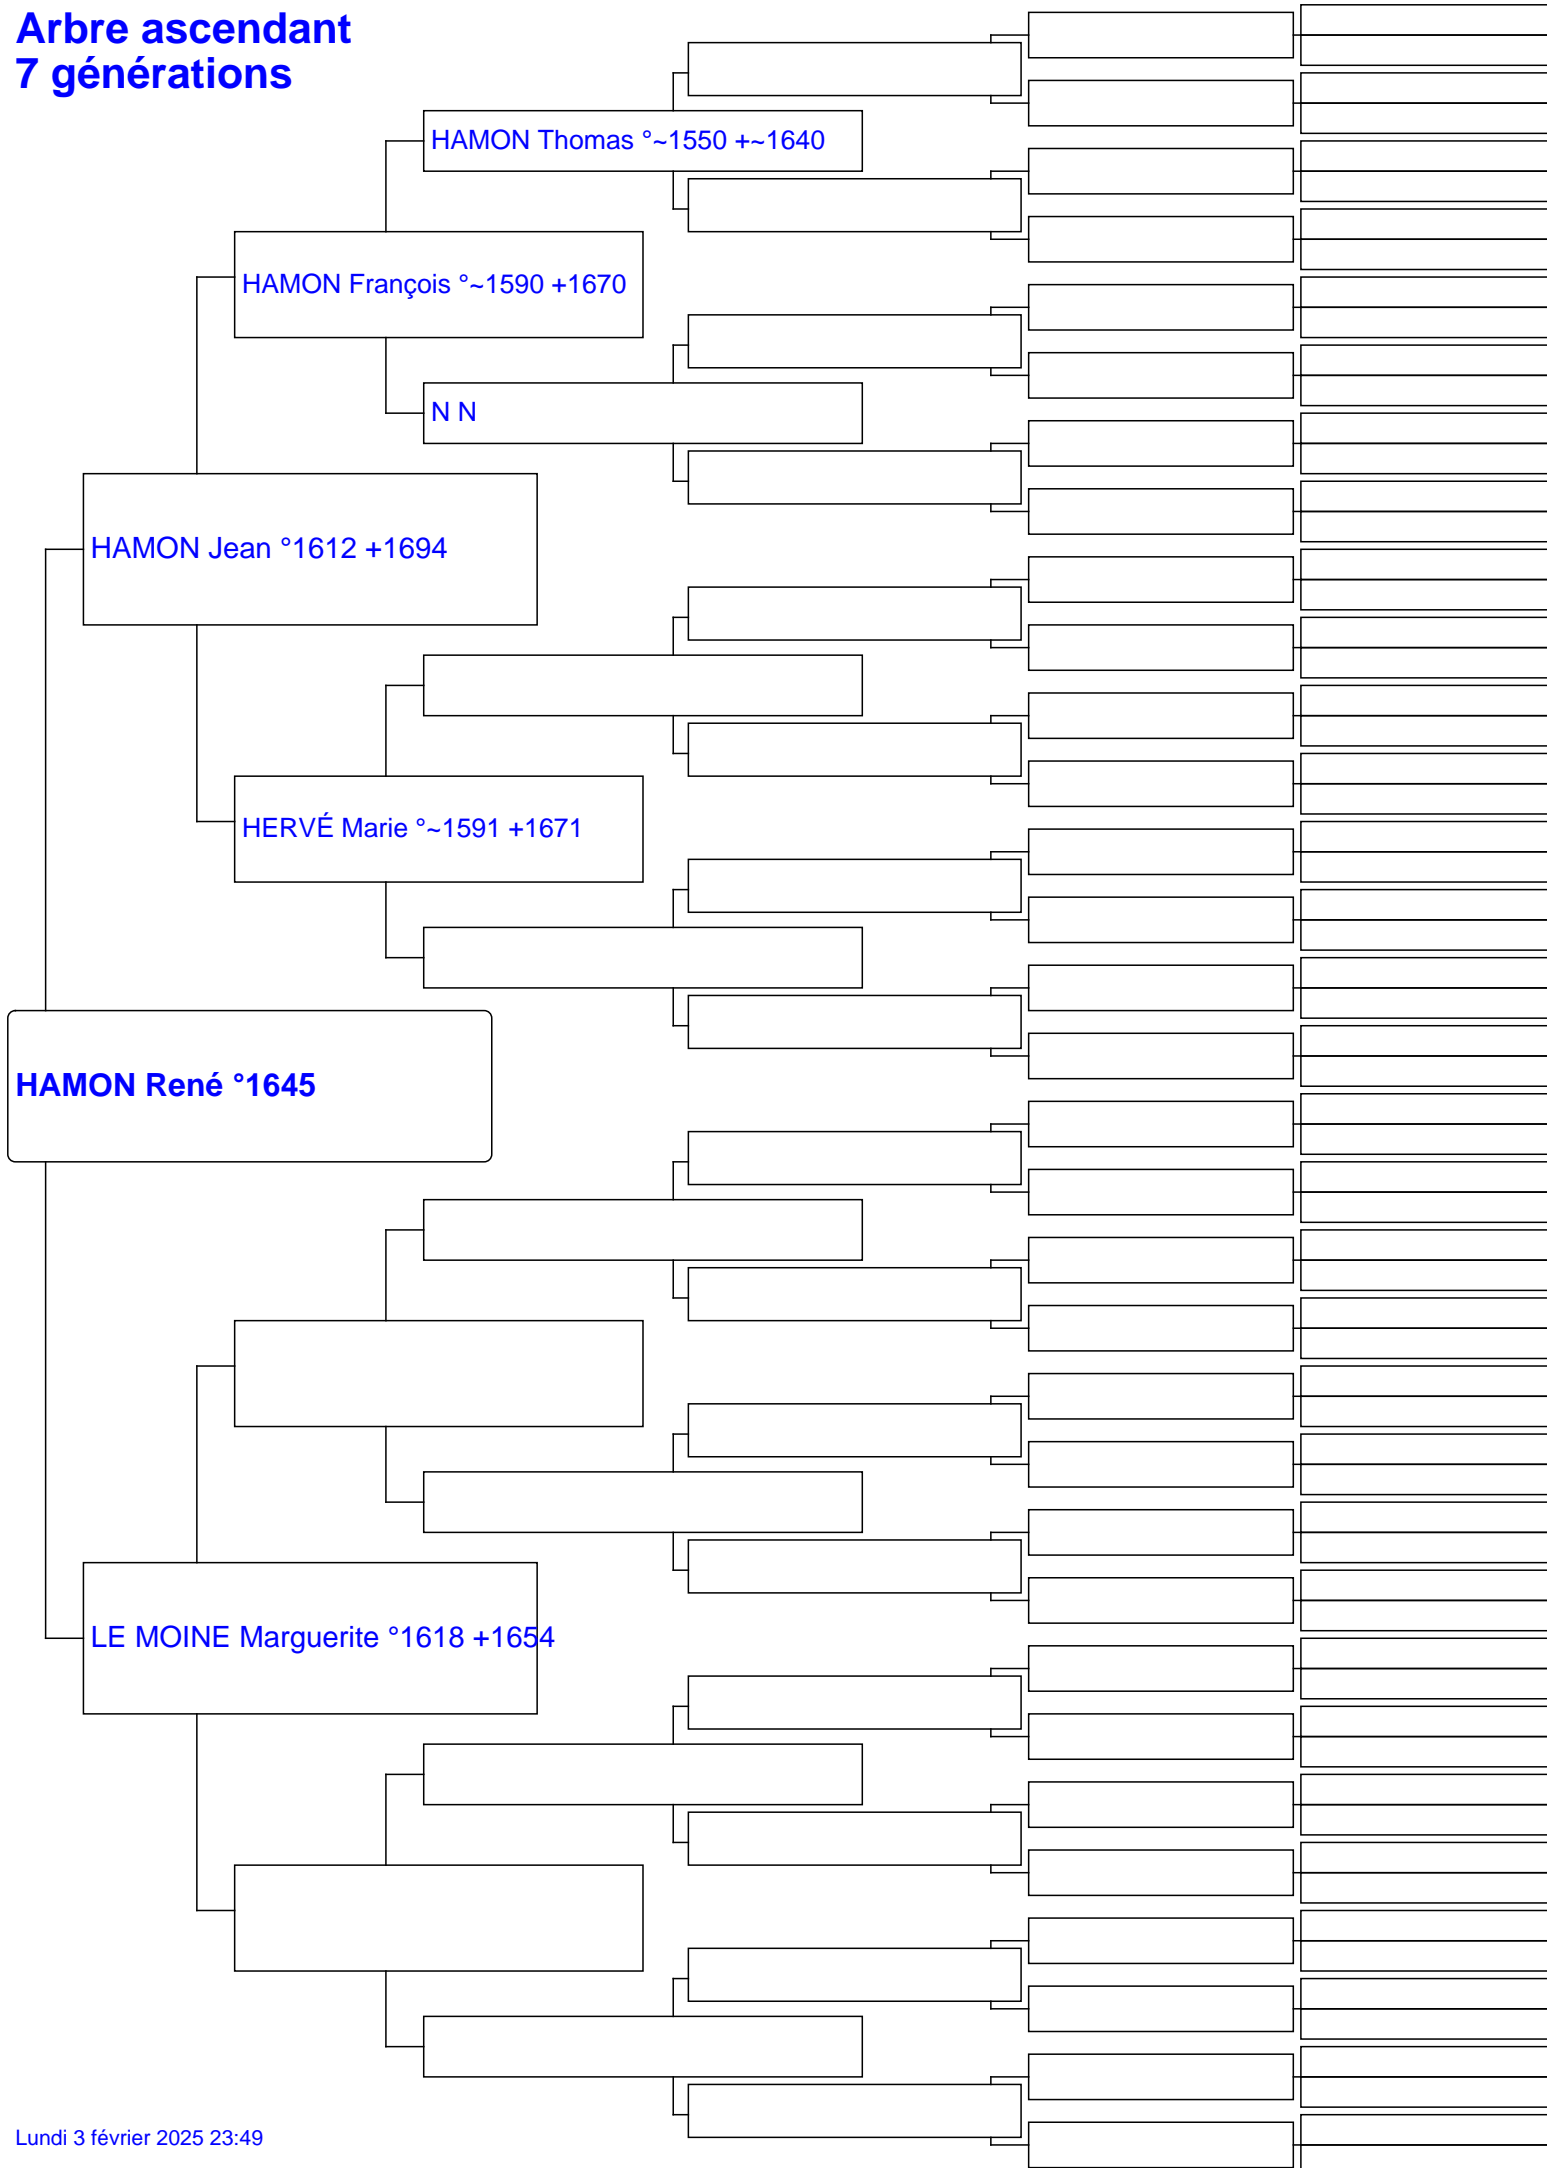 Arbre ascendant
7 générations
HAMON Thomas °~1550 +~1640
HAMON François °~1590 +1670
N N
HAMON Jean °1612 +1694
HERVÉ Marie °~1591 +1671
HAMON René °1645
LE MOINE Marguerite °1618 +1654
Lundi 3 février 2025 23:49